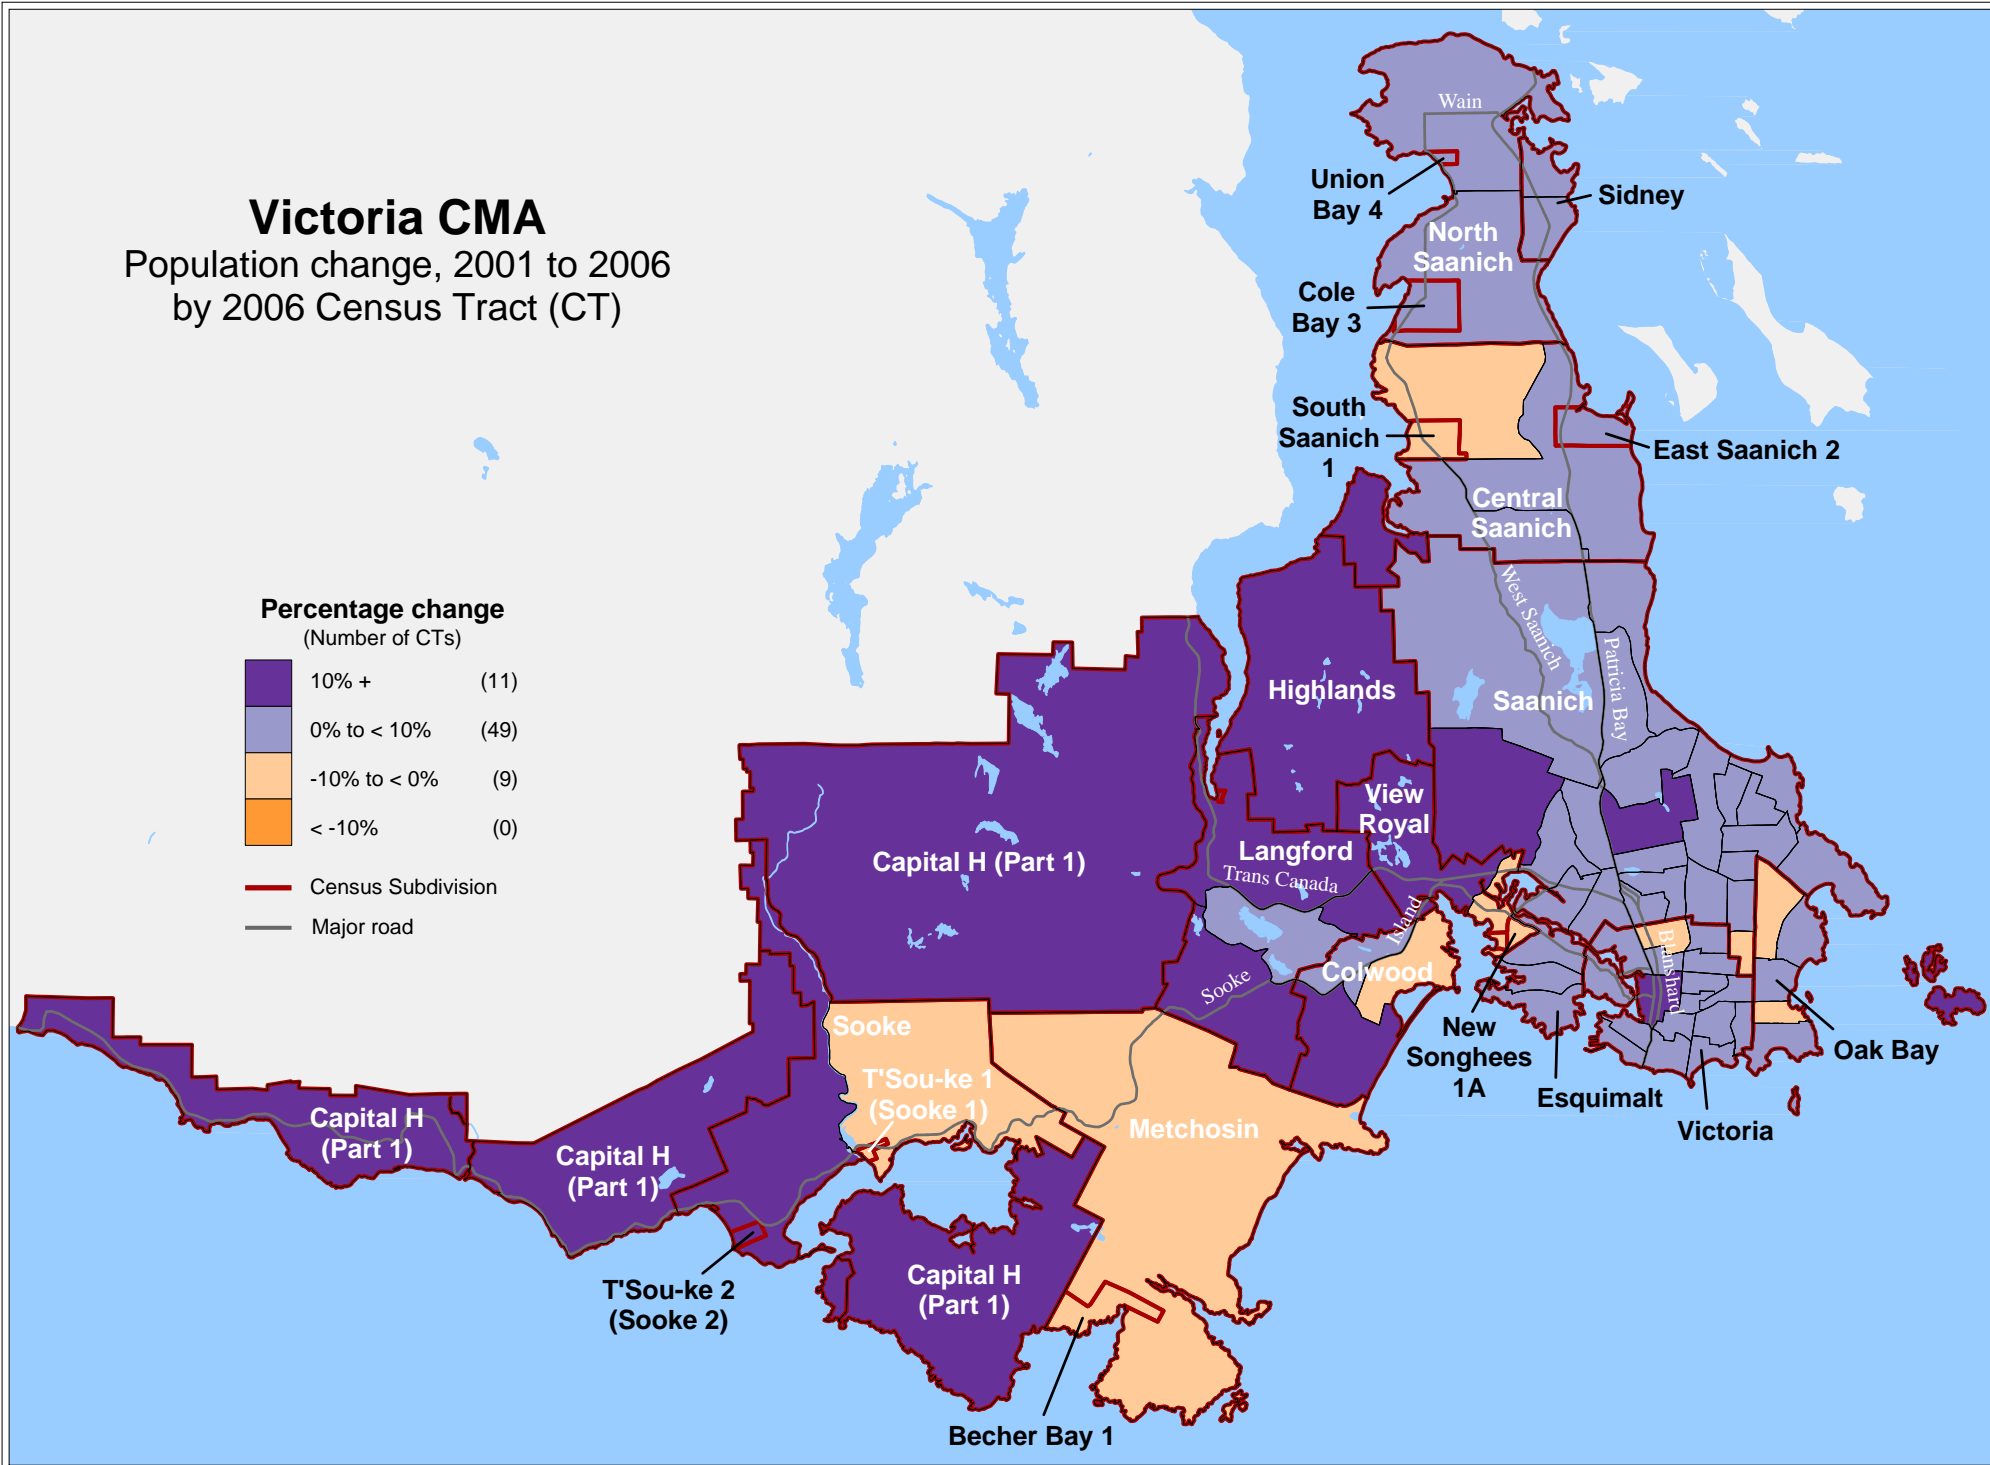 Victoria CMA
Population change, 2001 to 2006
by 2006 Census Tract (CT)
Percentage change
(Number of CTs)
10% + (11)
0% to < 10% (49)
-10% to < 0% (9)
< -10% (0)
Census Subdivision
Major road
Wain
Union
Bay 4
Sidney
North
Saanich
Cole
Bay 3
South
Saanich
1
East Saanich 2
Central
Saanich
West Saanich
Patricia Bay
Saanich
Highlands
View
Royal
Langford
Trans Canada
Capital H (Part 1)
Island
Colwood
Sooke
Blanshard
Sooke
New
Songhees
1A
Oak Bay
Esquimalt
Victoria
T'Sou-ke 1
(Sooke 1)
Metchosin
Capital H
(Part 1)
Capital H
(Part 1)
T'Sou-ke 2
(Sooke 2)
Capital H
(Part 1)
Becher Bay 1